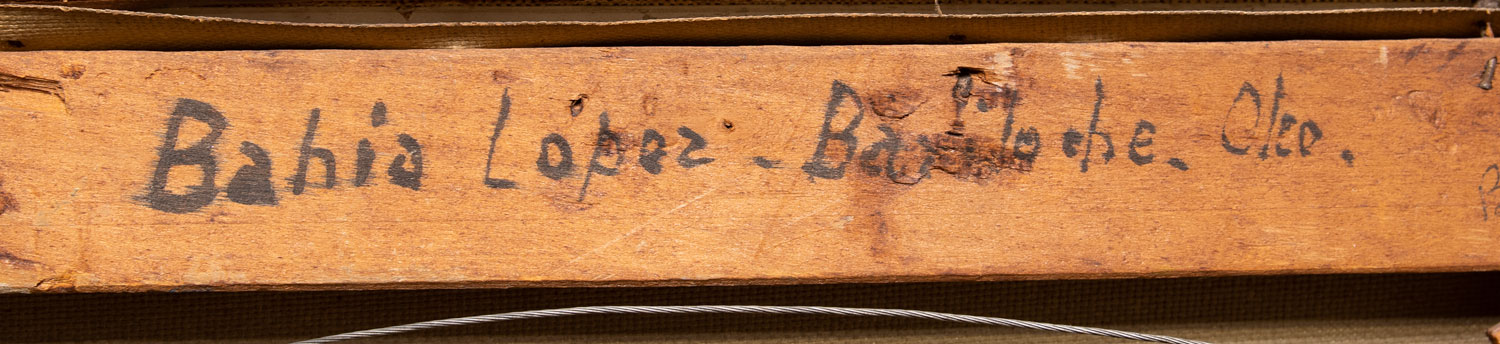 Bahia López - Bariloche - Oleo.